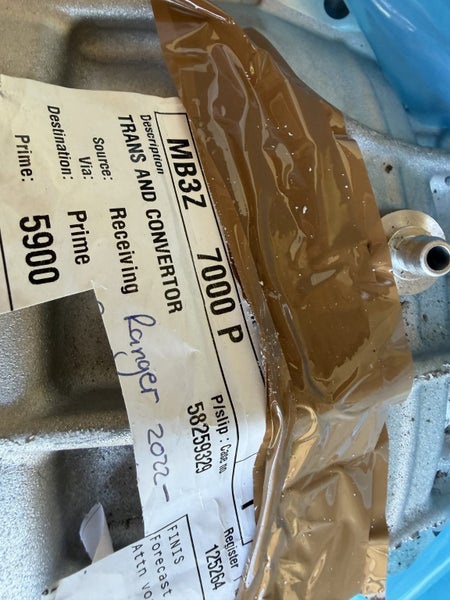 MB3Z 7000 P
Description
TRANS AND CONVERTOR
Source: Receiving
Via:
Destination: Prime
Prime: 5900
Ranger 2022-
P/slip : Case no
58259329
Register
125264
FINIS
Forecast
Attn vo